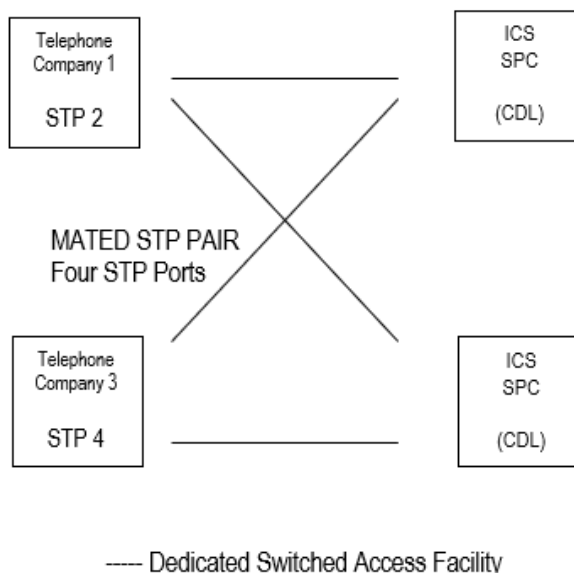 Telephone
Company 1
STP 2
ICS
SPC
(CDL)
MATED STP PAIR
Four STP Ports
Telephone
Company 3
STP 4
ICS
SPC
(CDL)
----- Dedicated Switched Access Facility